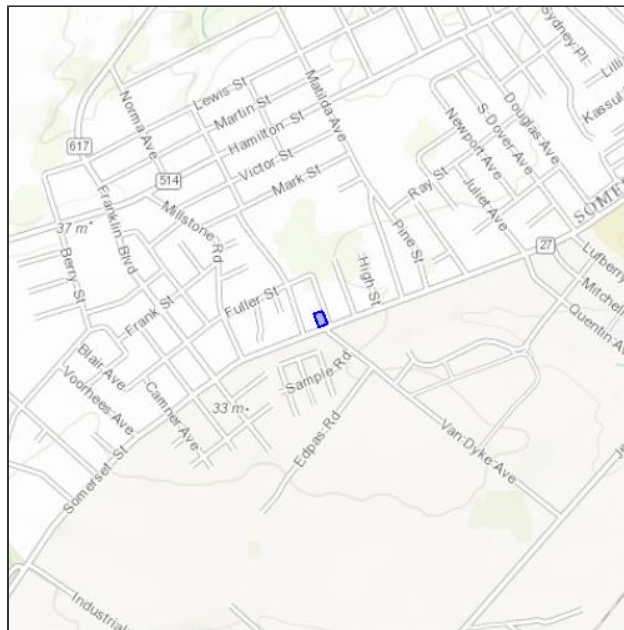 Sydney Pl
Lewis St
Norma Ave
Martin St
Matilda Ave
Hamilton St
Newport Ave
S Dover Ave
Douglas Ave
617
514
Victor St
Mark St
Ray St
Juliet Ave
Franklin Blvd
Millstone Rd
37 m
Berry St
Pine St
High St
27
Lufberry
Mitchell
Quentin Av
Fuller St
Frank St
Blair Ave
Voorhees Ave
Camner Ave
33 m
Sample Rd
Edpas Rd
Van Dyke Ave
Somerset St
Industrial